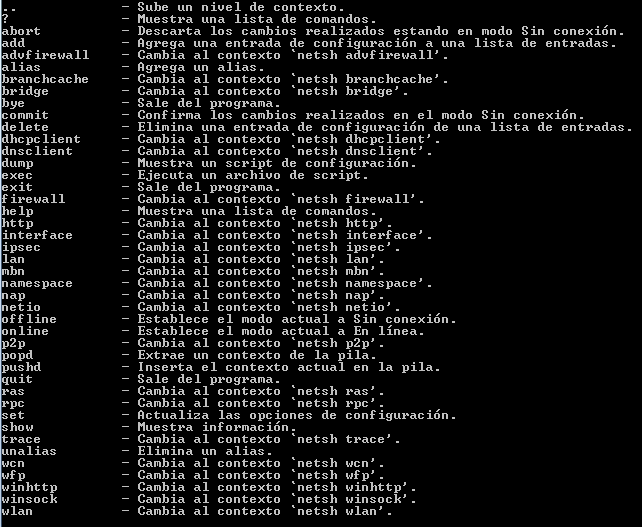 ..             - Sube un nivel de contexto.
?              - Muestra una lista de comandos.
abort          - Descarta los cambios realizados estando en modo Sin conexión.
add            - Agrega una entrada de configuración a una lista de entradas.
advfirewall    - Cambia al contexto `netsh advfirewall'.
alias          - Agrega un alias.
branchcache    - Cambia al contexto `netsh branchcache'.
bridge         - Cambia al contexto `netsh bridge'.
bye            - Sale del programa.
commit         - Confirma los cambios realizados en el modo Sin conexión.
delete         - Elimina una entrada de configuración de una lista de entradas.
dhcpclient     - Cambia al contexto `netsh dhcpclient'.
dnsclient      - Cambia al contexto `netsh dnsclient'.
dump           - Muestra un script de configuración.
exec           - Ejecuta un archivo de script.
exit           - Sale del programa.
firewall       - Cambia al contexto `netsh firewall'.
help           - Muestra una lista de comandos.
http           - Cambia al contexto `netsh http'.
interface      - Cambia al contexto `netsh interface'.
ipsec          - Cambia al contexto `netsh ipsec'.
lan            - Cambia al contexto `netsh lan'.
mbn            - Cambia al contexto `netsh mbn'.
namespace      - Cambia al contexto `netsh namespace'.
nap            - Cambia al contexto `netsh nap'.
netio          - Cambia al contexto `netsh netio'.
offline        - Establece el modo actual a Sin conexión.
online         - Establece el modo actual a En línea.
p2p            - Cambia al contexto `netsh p2p'.
popd           - Extrae un contexto de la pila.
pushd          - Inserta el contexto actual en la pila.
quit           - Sale del programa.
ras            - Cambia al contexto `netsh ras'.
rpc            - Cambia al contexto `netsh rpc'.
set            - Actualiza las opciones de configuración.
show           - Muestra información.
trace          - Cambia al contexto `netsh trace'.
unalias        - Elimina un alias.
wcn            - Cambia al contexto `netsh wcn'.
wfp            - Cambia al contexto `netsh wfp'.
winhttp        - Cambia al contexto `netsh winhttp'.
winsock        - Cambia al contexto `netsh winsock'.
wlan           - Cambia al contexto `netsh wlan'.